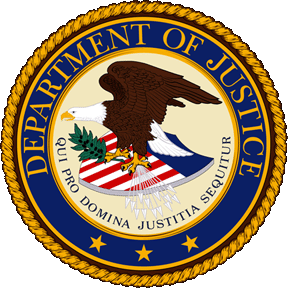 DEPARTMENT OF JUSTICE
QUI PRO DOMINA JUSTITIA SEQUITUR